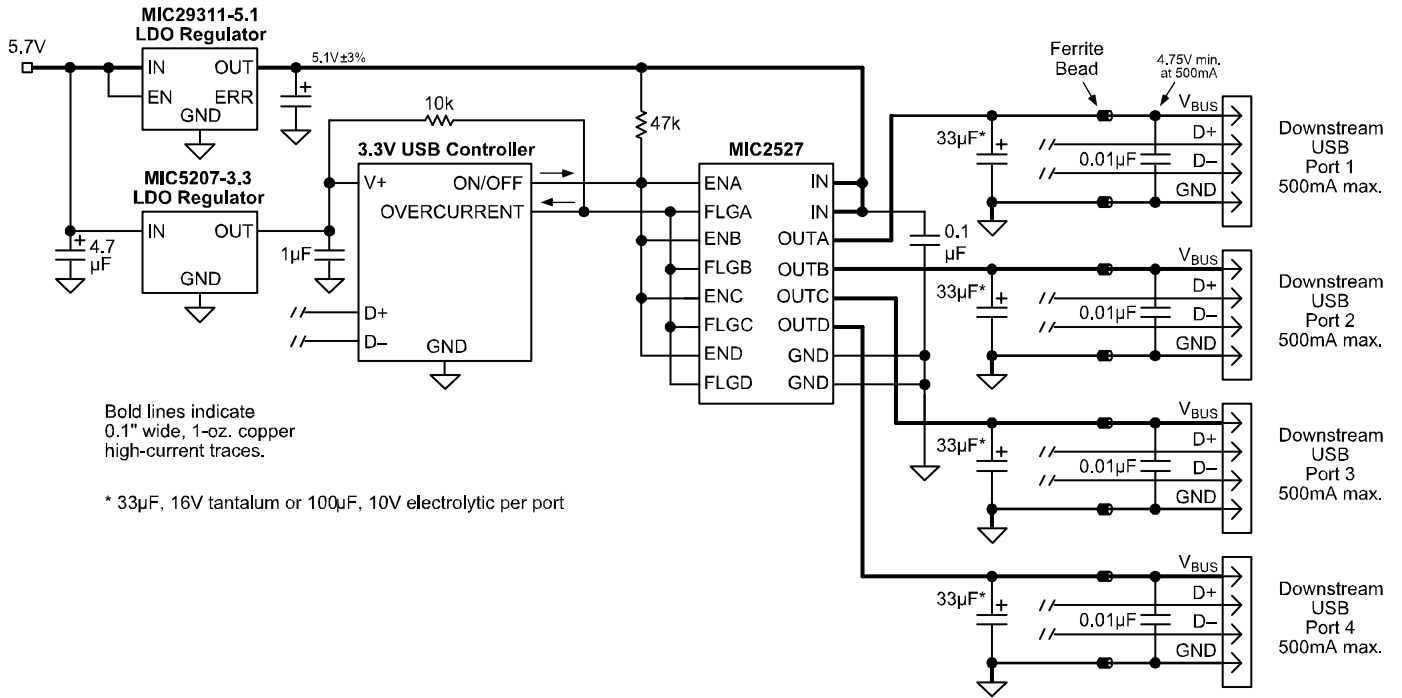 MIC29311-5.1
LDO Regulator
5.7V
IN
OUT
5.1V±3%
EN
ERR
GND
10k
47k
MIC5207-3.3
LDO Regulator
IN
OUT
GND
4.7
µF
1µF
3.3V USB Controller
V+
ON/OFF
OVERCURRENT
D+
D–
GND
MIC2527
ENA
IN
FLGA
IN
ENB
OUTA
FLGB
OUTB
ENC
OUTC
FLGC
OUTD
END
GND
FLGD
GND
0.1
µF
Ferrite
Bead
4.75V min.
at 500mA
33µF*
0.01µF
VBUS
D+
D–
GND
Downstream
USB
Port 1
500mA max.
33µF*
0.01µF
VBUS
D+
D–
GND
Downstream
USB
Port 2
500mA max.
33µF*
0.01µF
VBUS
D+
D–
GND
Downstream
USB
Port 3
500mA max.
33µF*
0.01µF
VBUS
D+
D–
GND
Downstream
USB
Port 4
500mA max.
Bold lines indicate
0.1" wide, 1-oz. copper
high-current traces.
* 33µF, 16V tantalum or 100µF, 10V electrolytic per port